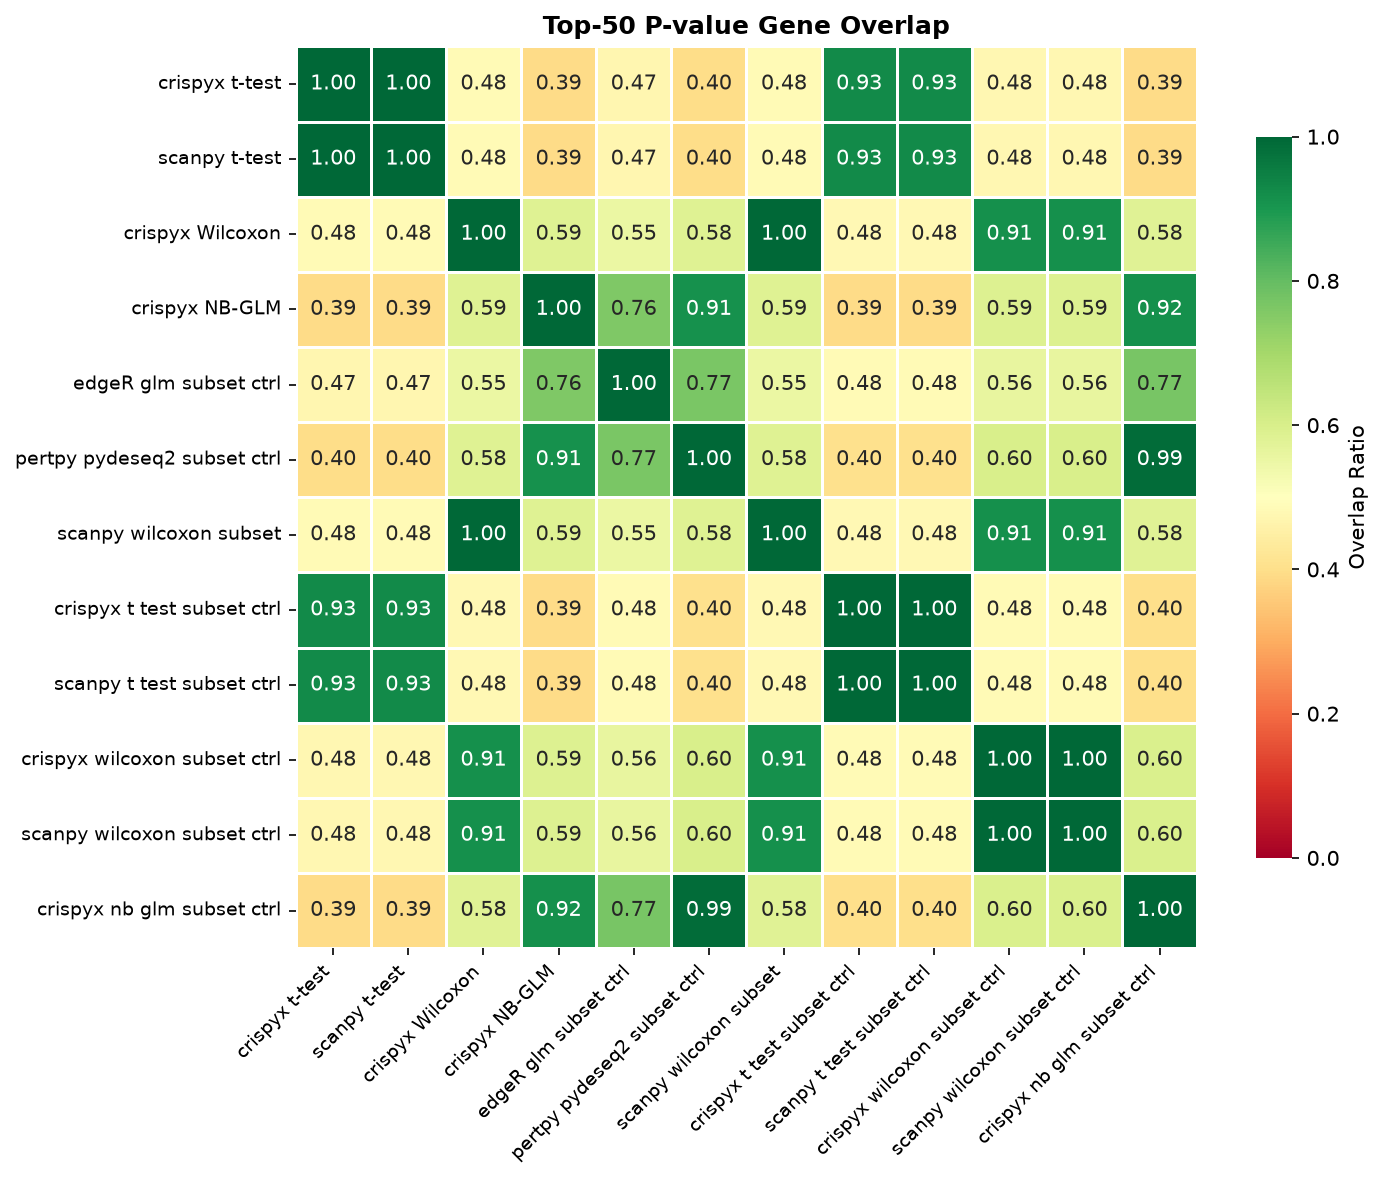 Top-50 P-value Gene Overlap
crispyx t-test 1.00 1.00 0.48 0.39 0.47 0.40 0.48 0.93 0.93 0.48 0.48 0.39
scanpy t-test 1.00 1.00 0.48 0.39 0.47 0.40 0.48 0.93 0.93 0.48 0.48 0.39
crispyx Wilcoxon 0.48 0.48 1.00 0.59 0.55 0.58 1.00 0.48 0.48 0.91 0.91 0.58
crispyx NB-GLM 0.39 0.39 0.59 1.00 0.76 0.91 0.59 0.39 0.39 0.59 0.59 0.92
edgeR glm subset ctrl 0.47 0.47 0.55 0.76 1.00 0.77 0.55 0.48 0.48 0.56 0.56 0.77
pertpy pydeseq2 subset ctrl 0.40 0.40 0.58 0.91 0.77 1.00 0.58 0.40 0.40 0.60 0.60 0.99
scanpy wilcoxon subset 0.48 0.48 1.00 0.59 0.55 0.58 1.00 0.48 0.48 0.91 0.91 0.58
crispyx t test subset ctrl 0.93 0.93 0.48 0.39 0.48 0.40 0.48 1.00 1.00 0.48 0.48 0.40
scanpy t test subset ctrl 0.93 0.93 0.48 0.39 0.48 0.40 0.48 1.00 1.00 0.48 0.48 0.40
crispyx wilcoxon subset ctrl 0.48 0.48 0.91 0.59 0.56 0.60 0.91 0.48 0.48 1.00 1.00 0.60
scanpy wilcoxon subset ctrl 0.48 0.48 0.91 0.59 0.56 0.60 0.91 0.48 0.48 1.00 1.00 0.60
crispyx nb glm subset ctrl 0.39 0.39 0.58 0.92 0.77 0.99 0.58 0.40 0.40 0.60 0.60 1.00
crispyx t-test
scanpy t-test
crispyx Wilcoxon
crispyx NB-GLM
edgeR glm subset ctrl
pertpy pydeseq2 subset ctrl
scanpy wilcoxon subset
crispyx t test subset ctrl
scanpy t test subset ctrl
crispyx wilcoxon subset ctrl
scanpy wilcoxon subset ctrl
crispyx nb glm subset ctrl
1.0
0.8
0.6
0.4
0.2
0.0
Overlap Ratio